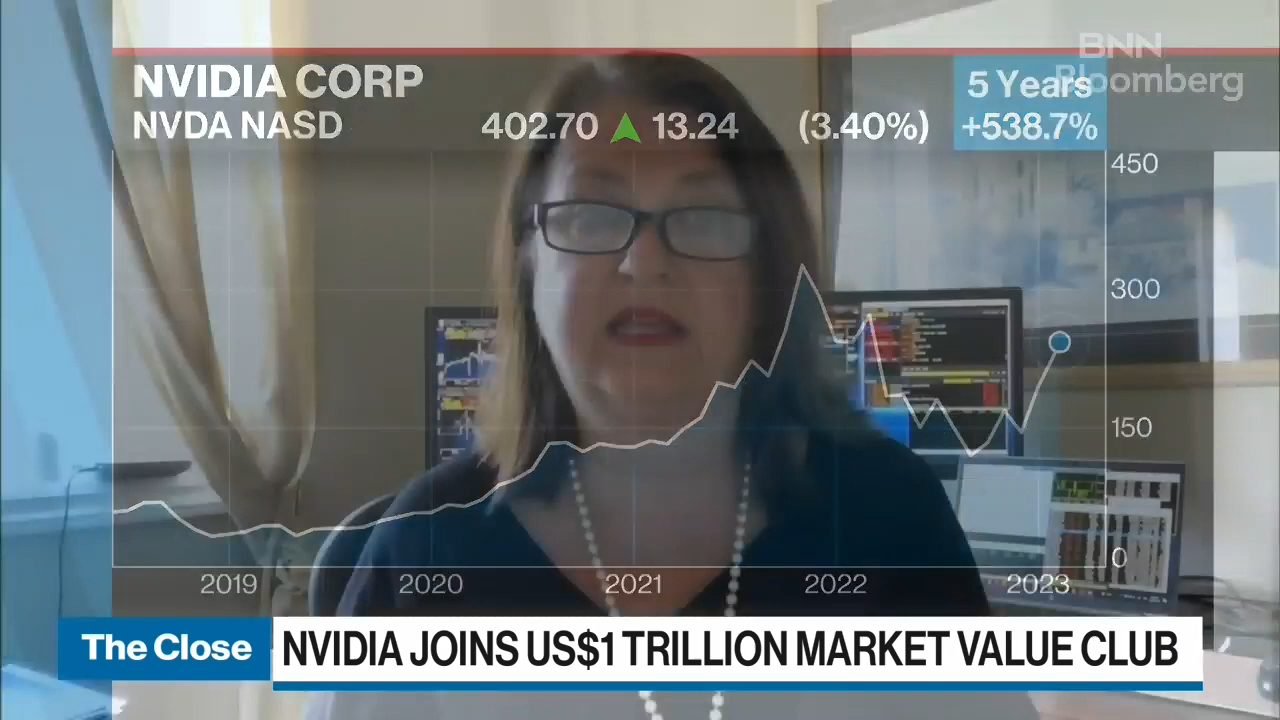 BNN
Bloomberg
NVIDIA CORP
NVDA NASD
402.70 ▲ 13.24 (3.40%)
5 Years
+538.7%
450
300
150
0
2019 2020 2021 2022 2023
The Close
NVIDIA JOINS US$1 TRILLION MARKET VALUE CLUB